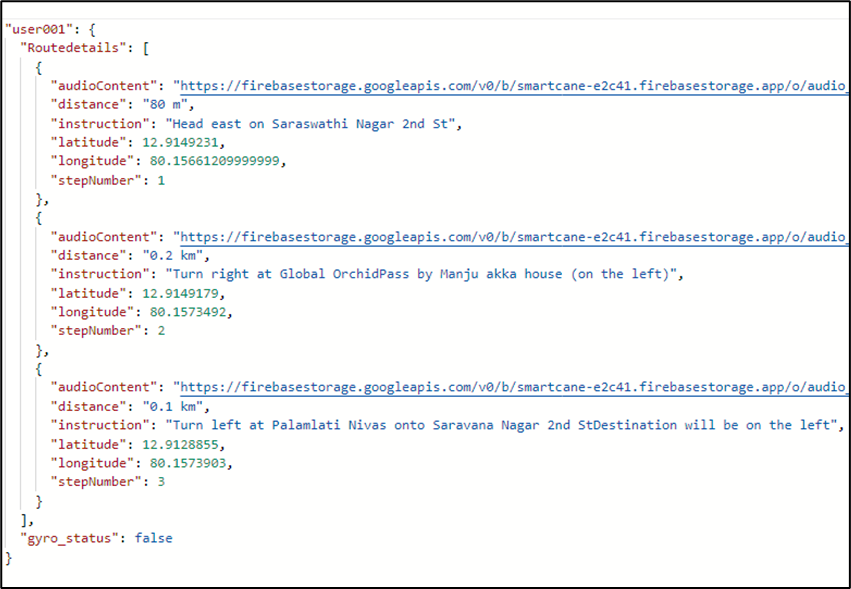 "user001": {
"Routedetails": [
{
"audioContent": "https://firebasestorage.googleapis.com/v0/b/smartcane-e2c41.firebasestorage.app/o/audio_
"distance": "80 m",
"instruction": "Head east on Saraswathi Nagar 2nd St",
"latitude": 12.9149231,
"longitude": 80.15661209999999,
"stepNumber": 1
},
{
"audioContent": "https://firebasestorage.googleapis.com/v0/b/smartcane-e2c41.firebasestorage.app/o/audio_
"distance": "0.2 km",
"instruction": "Turn right at Global OrchidPass by Manju akka house (on the left)",
"latitude": 12.9149179,
"longitude": 80.1573492,
"stepNumber": 2
},
{
"audioContent": "https://firebasestorage.googleapis.com/v0/b/smartcane-e2c41.firebasestorage.app/o/audio_
"distance": "0.1 km",
"instruction": "Turn left at Palamlati Nivas onto Saravana Nagar 2nd StDestination will be on the left",
"latitude": 12.9128855,
"longitude": 80.1573903,
"stepNumber": 3
}
],
"gyro_status": false
}